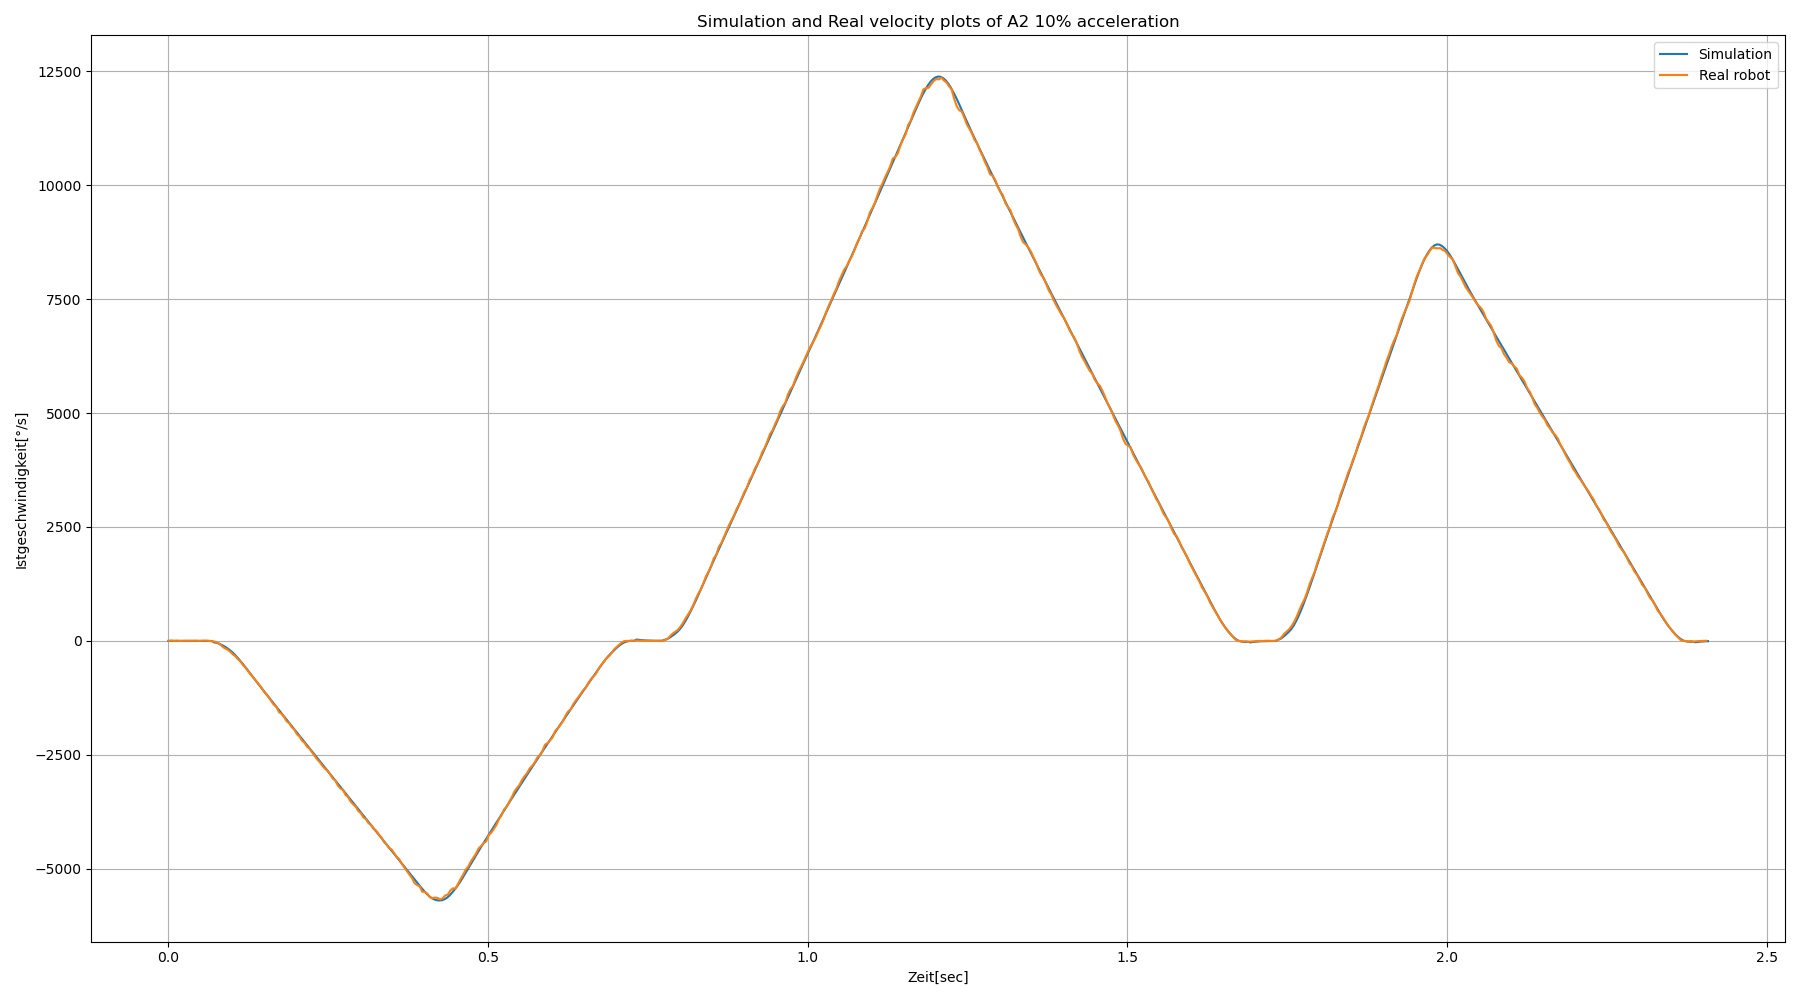 Simulation and Real velocity plots of A2 10% acceleration
Simulation
Real robot
12500
10000
7500
5000
2500
0
−2500
−5000
Istgeschwindigkeit[°/s]
0.0 0.5 1.0 1.5 2.0 2.5
Zeit[sec]